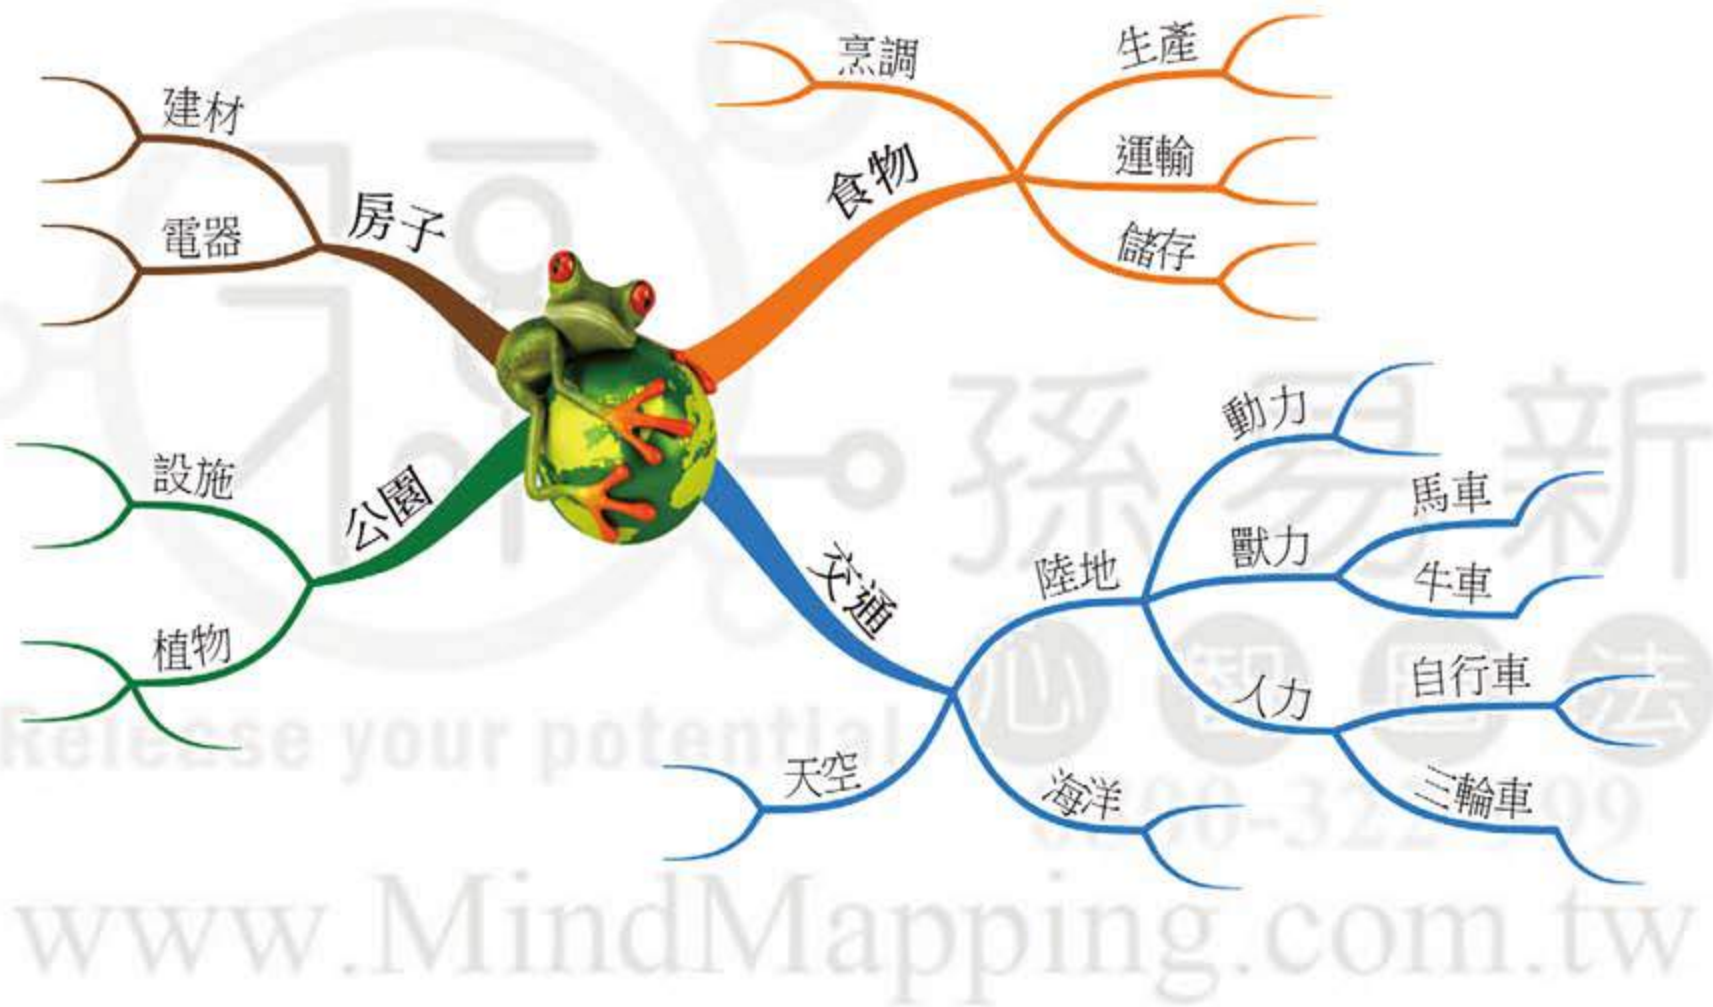 建材
電器
房子
設施
植物
公園
食物
烹調
生產
運輸
儲存
交通
陸地
動力
獸力
馬車
牛車
人力
自行車
三輪車
海洋
天空
孫易新
心智圖法
Release your potential
www.MindMapping.com.tw